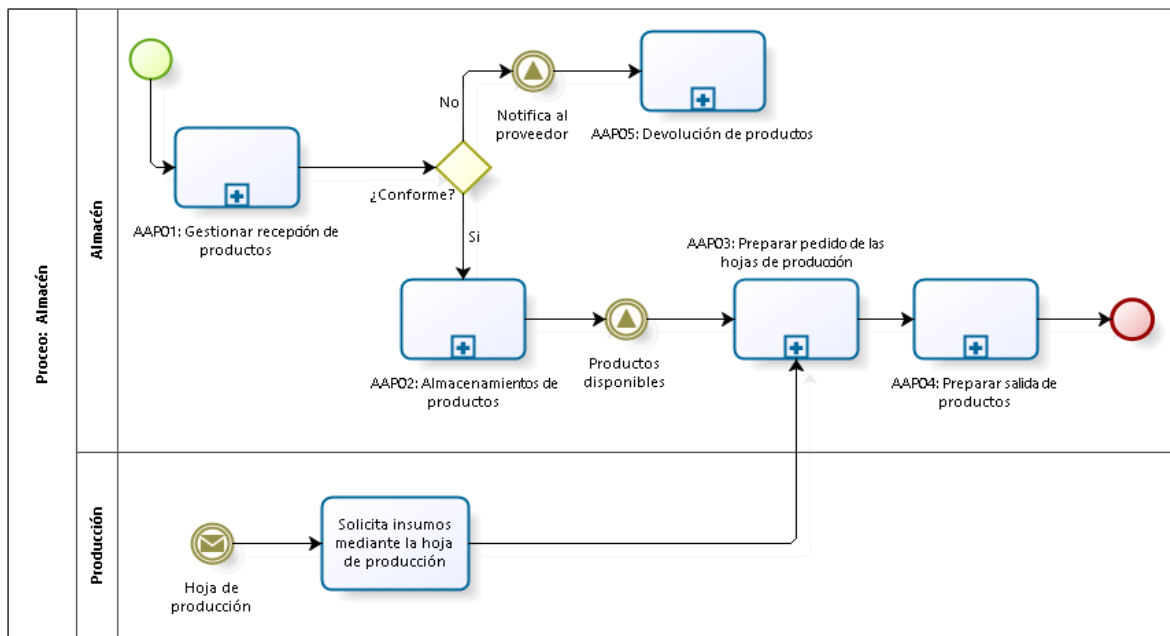 Proceo: Almacén
Almacén
No
Notifica al
proveedor
AAP05: Devolución de productos
¿Conforme?
AAP01: Gestionar recepción de
productos
Si
AAP03: Preparar pedido de las
hojas de producción
AAP02: Almacenamientos de
productos
Productos
disponibles
AAP04: Preparar salida de
productos
Producción
Solicita insumos
mediante la hoja
de producción
Hoja de
producción